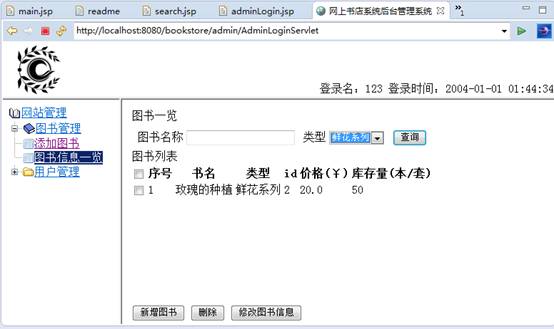 main.jsp readme search.jsp adminLogin.jsp 网上书店系统后台管理系统 »1
http://localhost:8080/bookstore/admin/AdminLoginServlet
登录名: 123 登录时间: 2004-01-01 01:44:34
网站管理
图书管理
添加图书
图书信息一览
用户管理
图书一览
图书名称 类型 鲜花系列 查询
图书列表
序号 书名 类型 id 价格(¥) 库存量(本/套)
1 玫瑰的种植 鲜花系列 2 20.0 50
新增图书 删除 修改图书信息